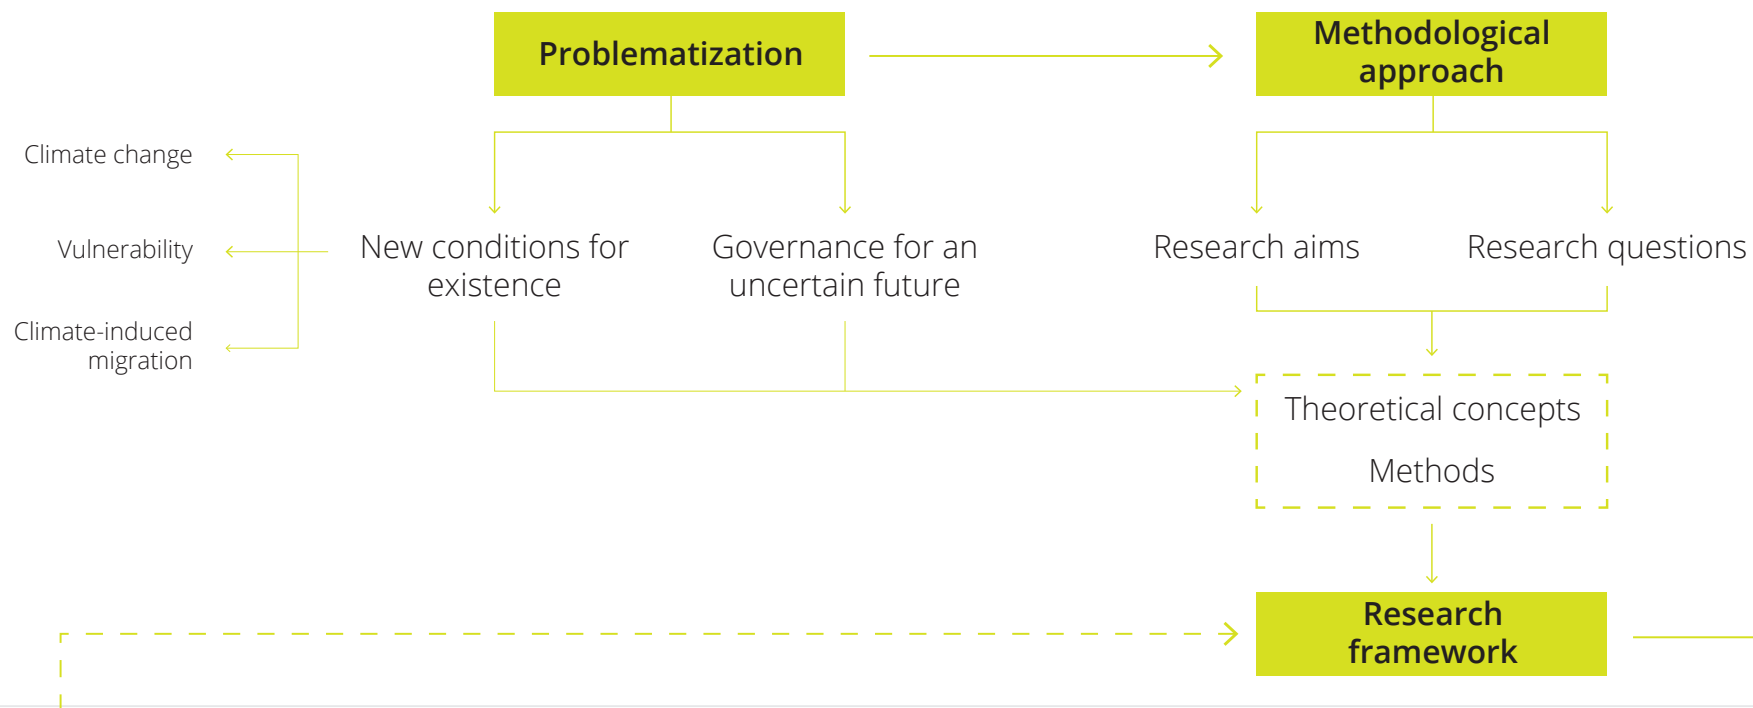 Problematization
Methodological
approach
Climate change
Vulnerability
Climate-induced
migration
New conditions for
existence
Governance for an
uncertain future
Research aims
Research questions
Theoretical concepts
Methods
Research
framework